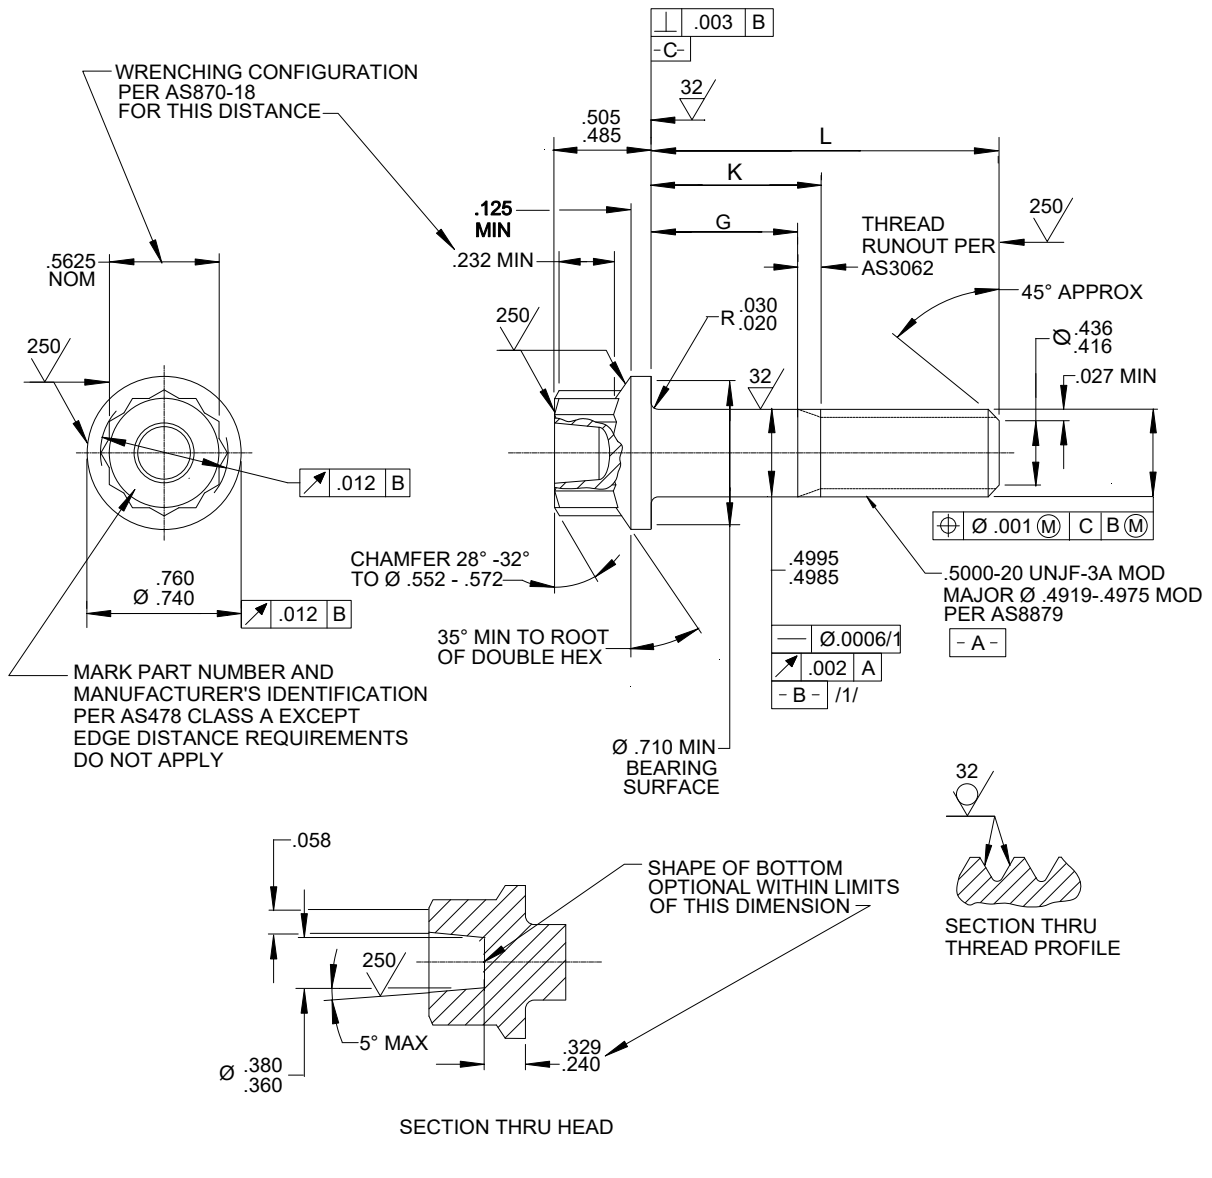 ⊥ .003 B
-C-
WRENCHING CONFIGURATION
PER AS870-18
FOR THIS DISTANCE
32
.505
.485
L
K
.125
MIN
G
THREAD
RUNOUT PER
AS3062
250
.5625
NOM
.232 MIN
45° APPROX
250
R .030
.020
Ø .436
.416
250
32
.027 MIN
.012 B
Ø .001 Ⓜ C B Ⓜ
CHAMFER 28° -32°
TO Ø .552 - .572
.4995
.4985
.5000-20 UNJF-3A MOD
MAJOR Ø .4919-.4975 MOD
PER AS8879
- A -
.760
Ø .740
.012 B
35° MIN TO ROOT
OF DOUBLE HEX
Ø.0006/1
.002 A
- B - /1/
MARK PART NUMBER AND
MANUFACTURER'S IDENTIFICATION
PER AS478 CLASS A EXCEPT
EDGE DISTANCE REQUIREMENTS
DO NOT APPLY
Ø .710 MIN
BEARING
SURFACE
32
SECTION THRU
THREAD PROFILE
.058
SHAPE OF BOTTOM
OPTIONAL WITHIN LIMITS
OF THIS DIMENSION
250
5° MAX
Ø .380
.360
.329
.240
SECTION THRU HEAD